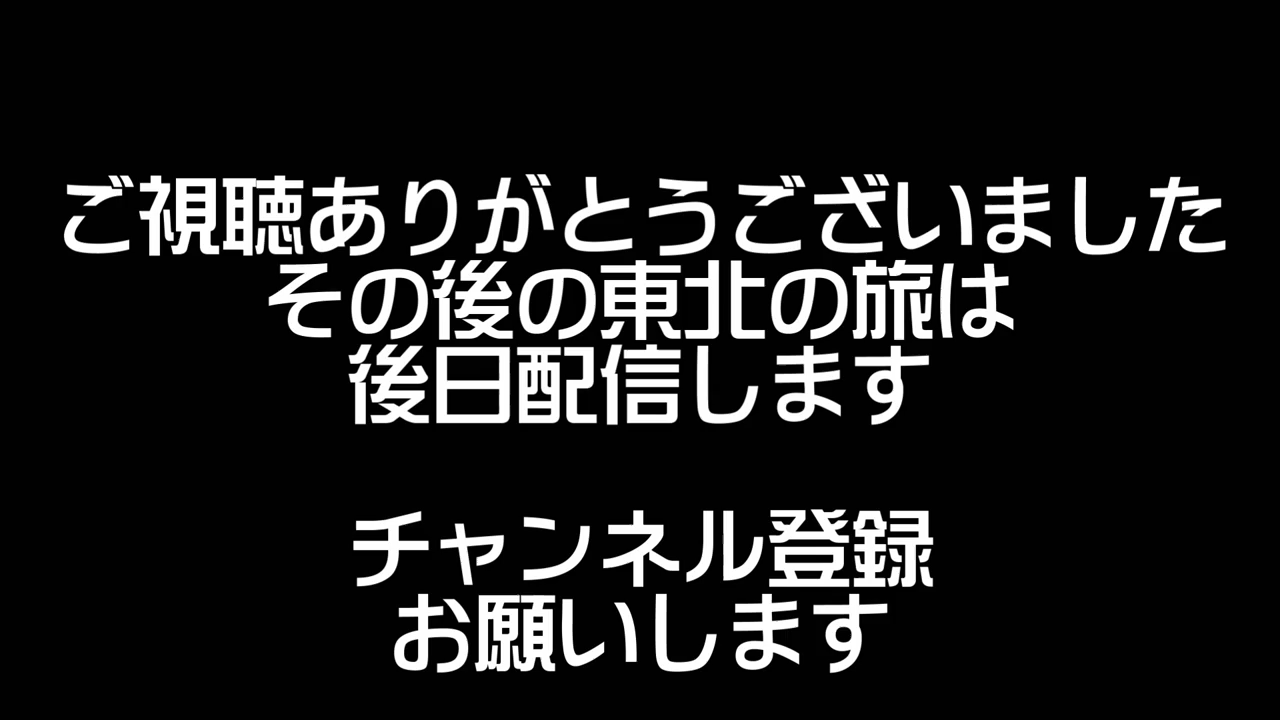 ご視聴ありがとうございました
その後の東北の旅は
後日配信します
チャンネル登録
お願いします